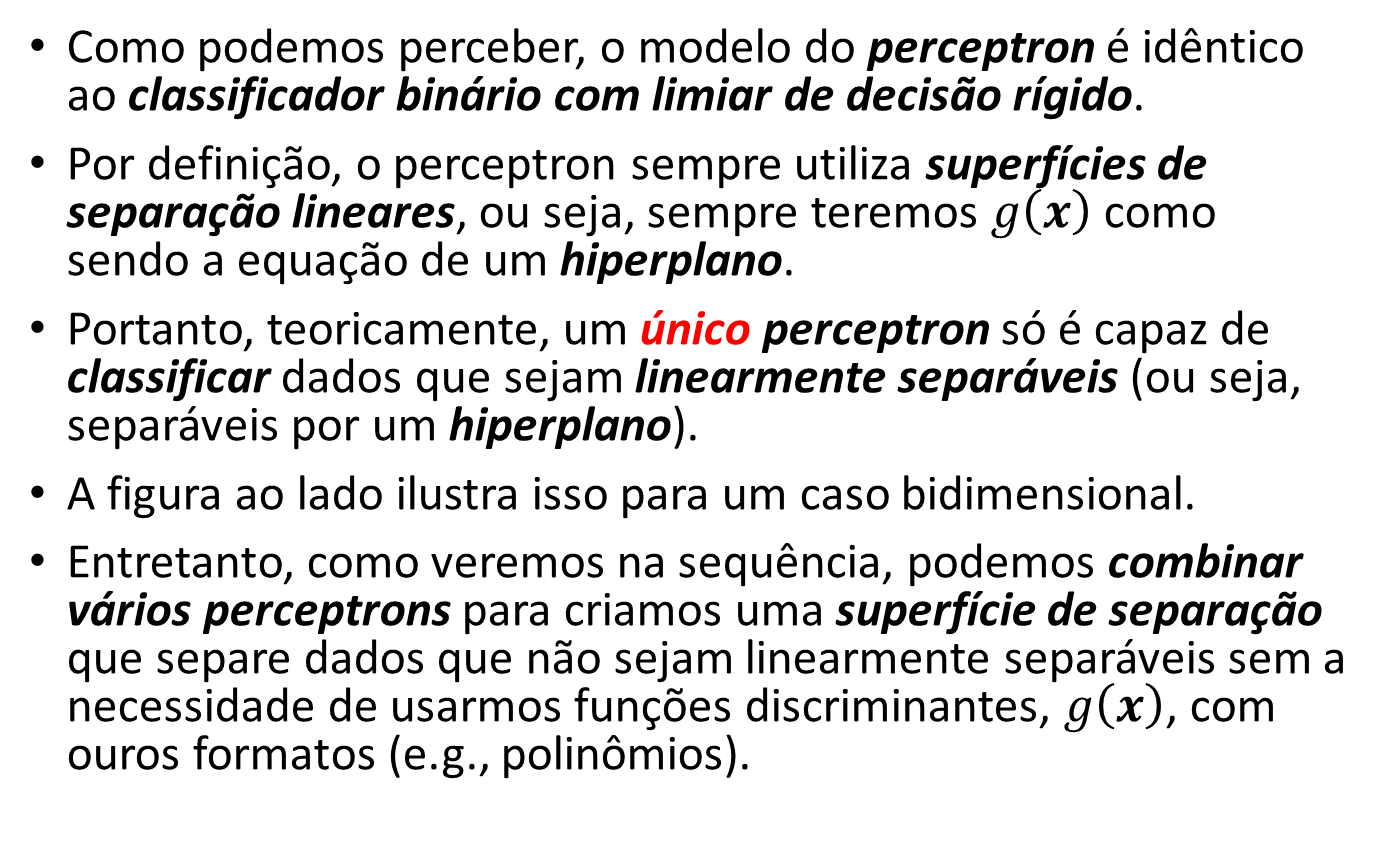 • Como podemos perceber, o modelo do perceptron é idêntico
ao classificador binário com limiar de decisão rígido.
• Por definição, o perceptron sempre utiliza superfícies de
separação lineares, ou seja, sempre teremos g(x) como
sendo a equação de um hiperplano.
• Portanto, teoricamente, um único perceptron só é capaz de
classificar dados que sejam linearmente separáveis (ou seja,
separáveis por um hiperplano).
• A figura ao lado ilustra isso para um caso bidimensional.
• Entretanto, como veremos na sequência, podemos combinar
vários perceptrons para criamos uma superfície de separação
que separe dados que não sejam linearmente separáveis sem a
necessidade de usarmos funções discriminantes, g(x), com
ouros formatos (e.g., polinômios).